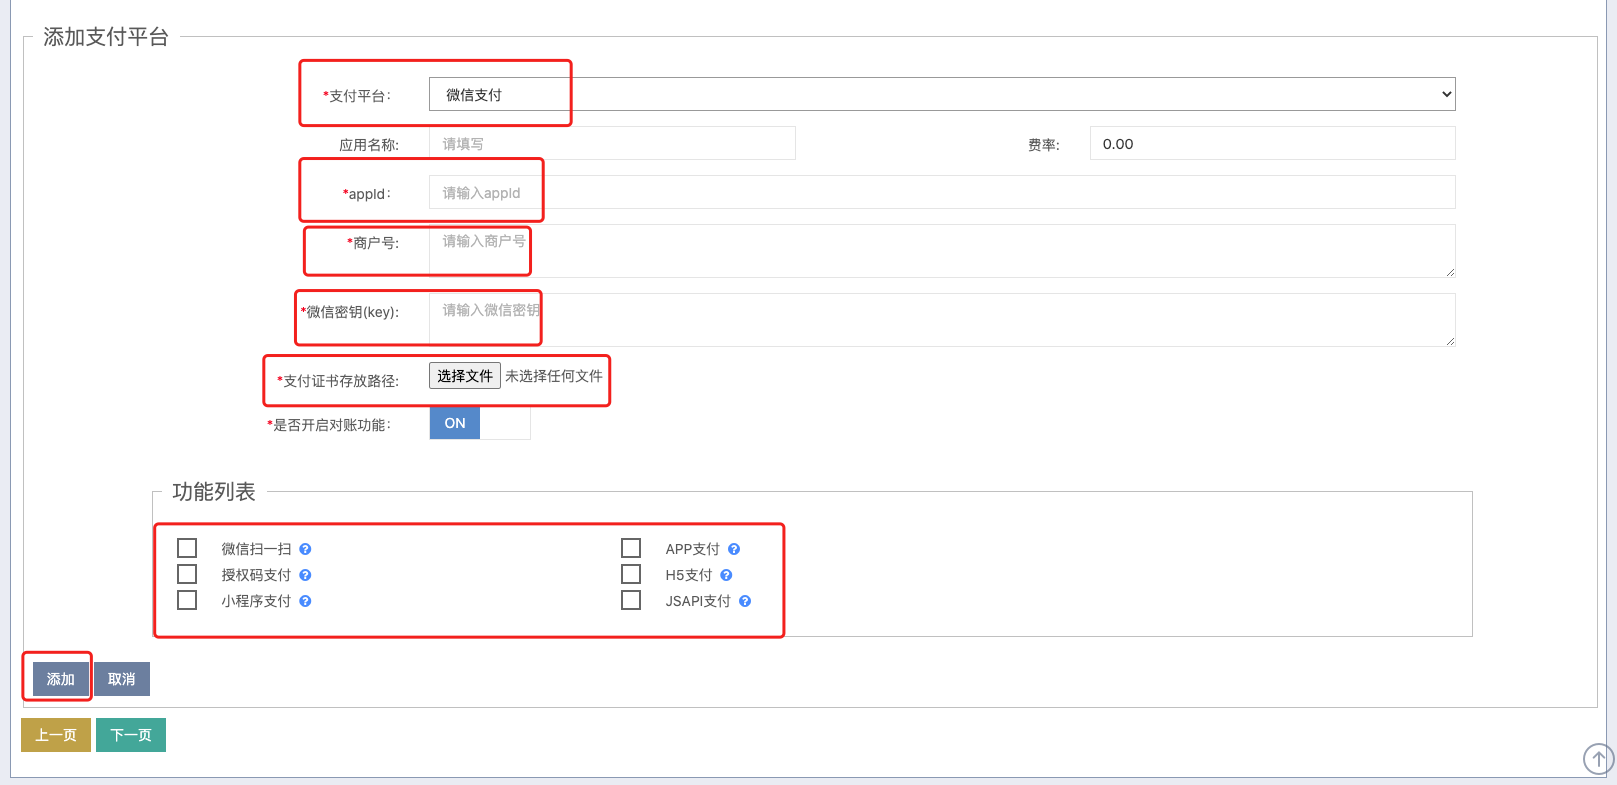 添加支付平台
*支付平台: 微信支付
应用名称: 请填写 费率: 0.00
*appId: 请输入appId
*商户号: 请输入商户号
*微信密钥(key): 请输入微信密钥
*支付证书存放路径: 选择文件 未选择任何文件
*是否开启对账功能: ON
功能列表
微信扫一扫 ? APP支付 ?
授权码支付 ? H5支付 ?
小程序支付 ? JSAPI支付 ?
添加 取消
上一页 下一页